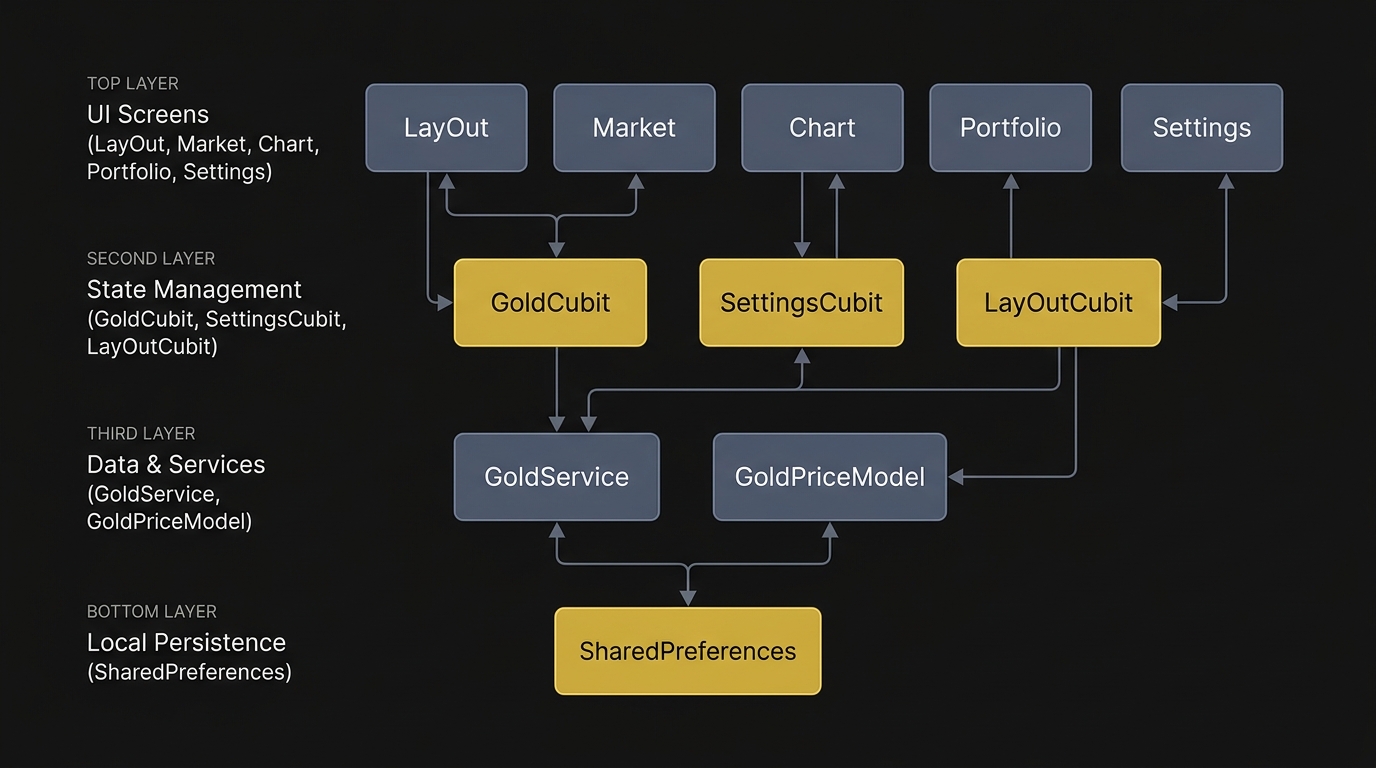 TOP LAYER
UI Screens
(LayOut, Market, Chart,
Portfolio, Settings)
LayOut
Market
Chart
Portfolio
Settings
SECOND LAYER
State Management
(GoldCubit, SettingsCubit,
LayOutCubit)
GoldCubit
SettingsCubit
LayOutCubit
THIRD LAYER
Data & Services
(GoldService,
GoldPriceModel)
GoldService
GoldPriceModel
BOTTOM LAYER
Local Persistence
(SharedPreferences)
SharedPreferences